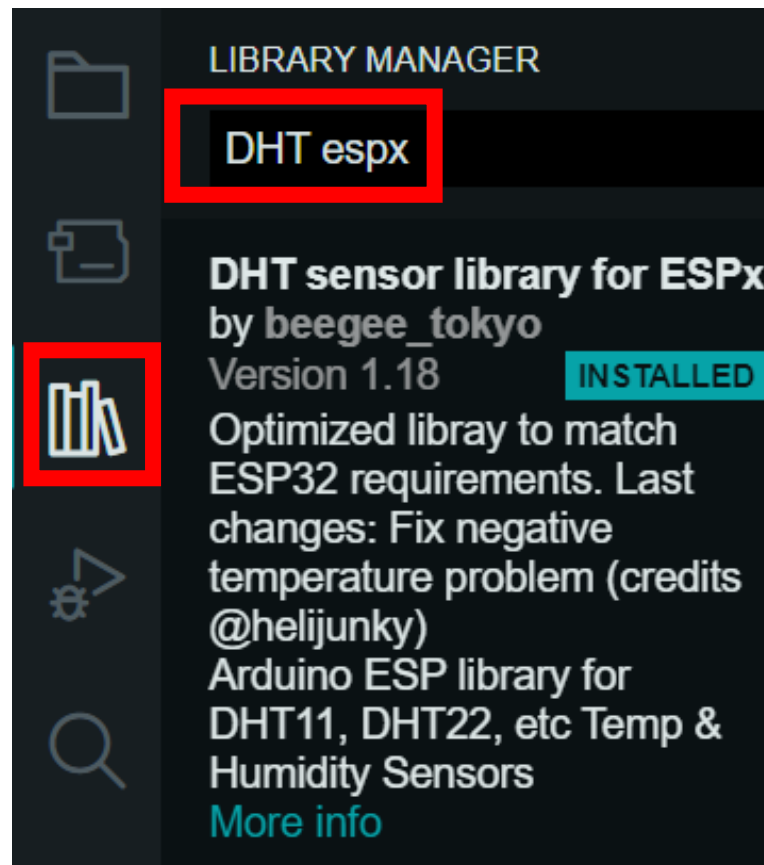 LIBRARY MANAGER
DHT espx
DHT sensor library for ESPx
by beegee_tokyo
Version 1.18 INSTALLED
Optimized libray to match
ESP32 requirements. Last
changes: Fix negative
temperature problem (credits
@helijunky)
Arduino ESP library for
DHT11, DHT22, etc Temp &
Humidity Sensors
More info